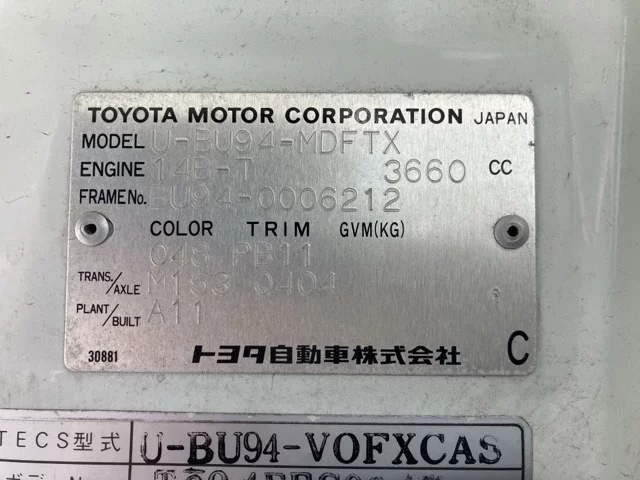 TOYOTA MOTOR CORPORATION JAPAN
MODEL U-BU94-MDFTX
ENGINE 14B-T 3660 CC
FRAME No. BU94-0006212
COLOR TRIM GVM(KG)
048 PB11
TRANS./AXLE M153 0404
PLANT/BUILT A11
30881 トヨタ自動車株式会社 C
TECS型式 U-BU94-VOFXCAS